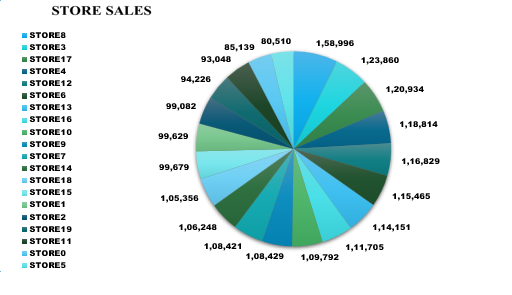 STORE SALES
STORE8
STORE3
STORE17
STORE4
STORE12
STORE6
STORE13
STORE16
STORE10
STORE9
STORE7
STORE14
STORE18
STORE15
STORE1
STORE2
STORE19
STORE11
STORE0
STORE5
1,58,996
1,23,860
1,20,934
1,18,814
1,16,829
1,15,465
1,14,151
1,11,705
1,09,792
1,08,429
1,08,421
1,06,248
1,05,356
99,679
99,629
99,082
94,226
93,048
85,139
80,510